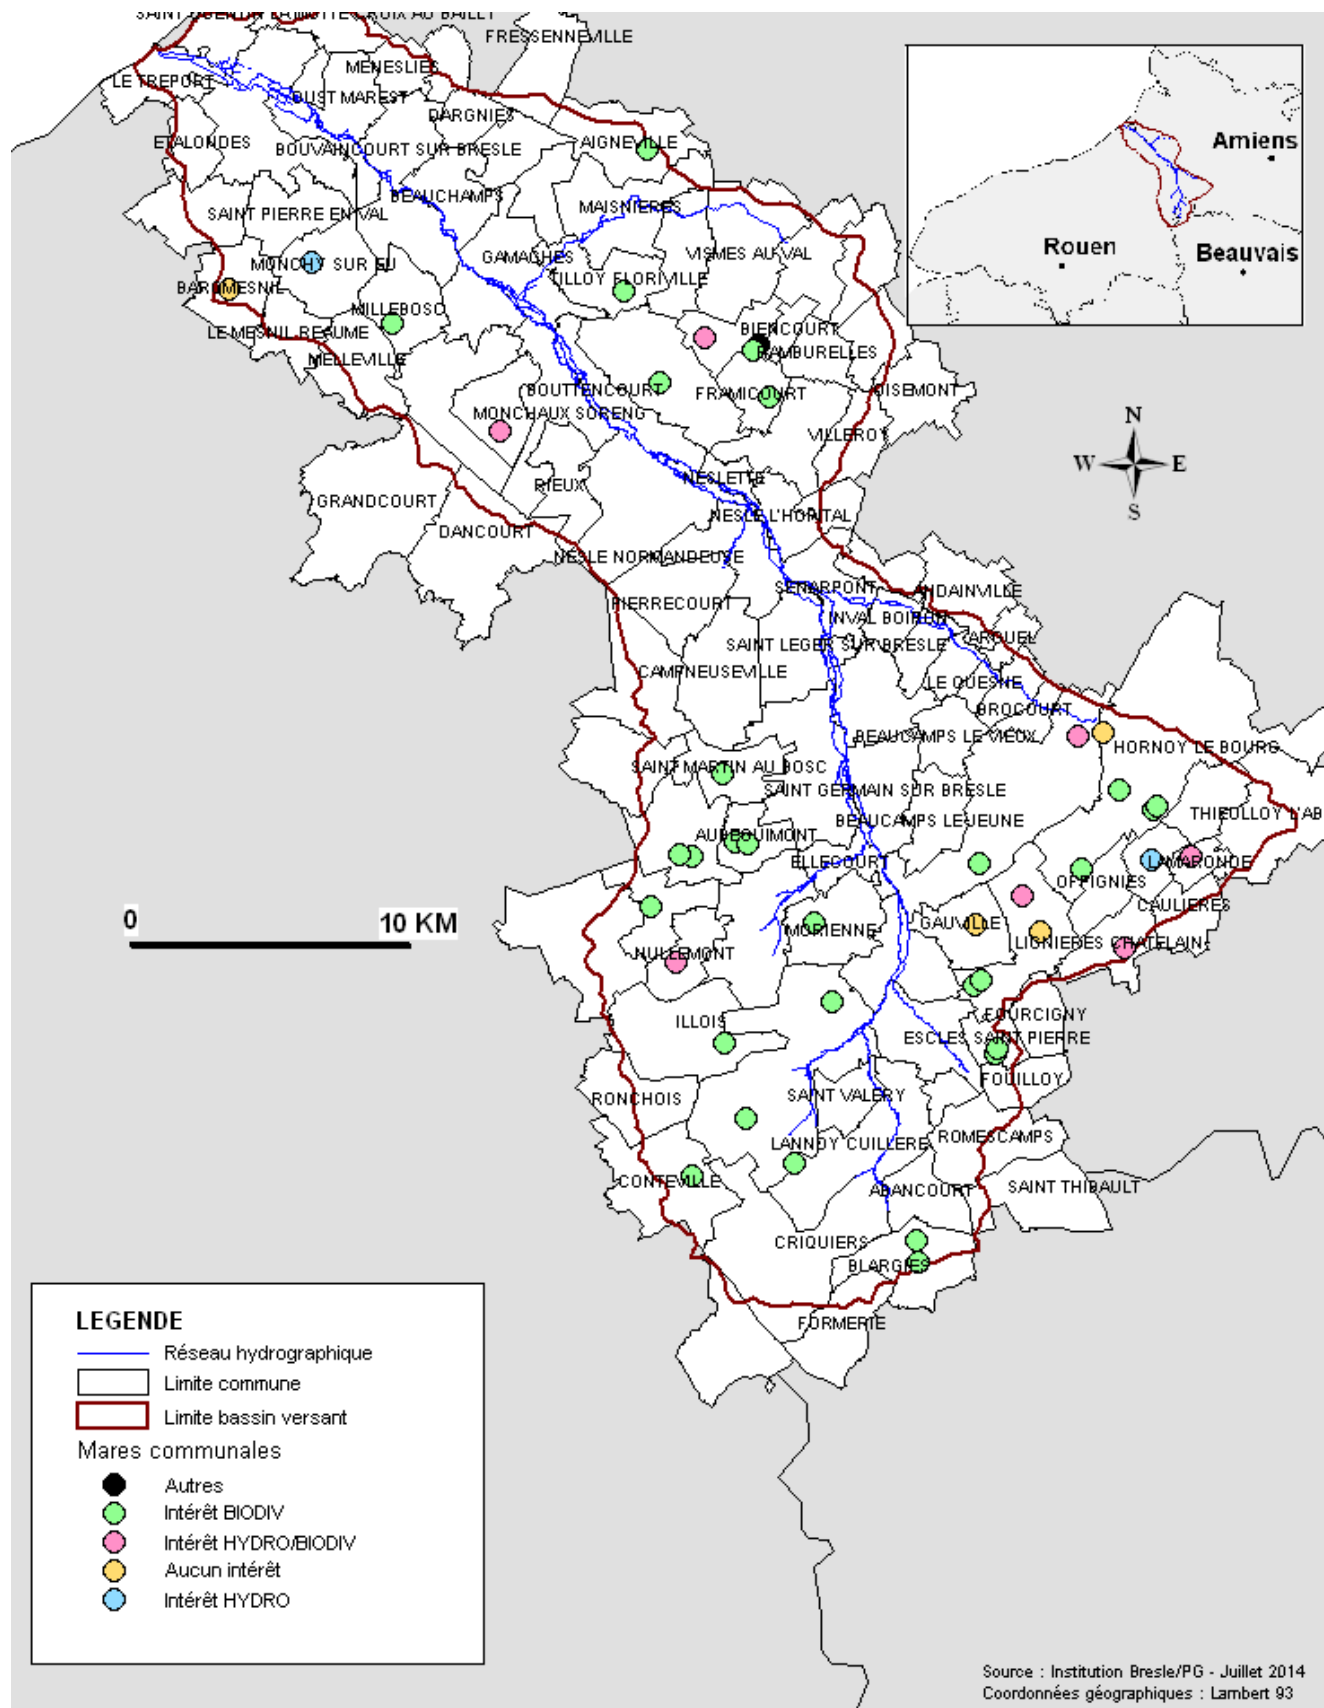 FRESSENNEVILLE
MENESLIES
LE TREPORT
OUST MAREST
DARGNIES
ETALONDES
BOUVAINCOURT SUR BRESLE
AIGNEVILLE
BEAUCHAMPS
MAISNIERES
SAINT PIERRE EN VAL
GAMACHES
VISMES AU VAL
MONCHY SUR EU
TILLOY FLORIVILLE
BAROMESNIL
MILLEBOSC
LE MESNIL REAUME
BIENCOURT
RAMBURELLES
MELLEVILLE
BOUTTENCOURT
FRAMICOURT
OISEMONT
MONCHAUX SORENG
VILLEROY
NESLETTE
RIEUX
GRANDCOURT
NESLE L'HOPITAL
DANCOURT
NESLE NORMANDEUSE
SENARPONT
ANDAINVILLE
PIERRECOURT
INVAL BOIRON
SAINT LEGER SUR BRESLE
ARGUEL
CAMPNEUSEVILLE
LE QUESNE
BROCOURT
BEAUCAMPS LE VIEUX
HORNOY LE BOURG
SAINT MARTIN AU BOSC
SAINT GERMAIN SUR BRESLE
THIEULLOY L'AB
AUBEGUIMONT
BEAUCAMPS LE JEUNE
ELLECOURT
LAMARONDE
OFFIGNIES
CAULIERES
GAUVILLE
MORIENNE
LIGNIERES CHATELAIN
NULLEMONT
ILLOIS
FOURCIGNY
ESCLES SAINT PIERRE
FOUILLOY
RONCHOIS
SAINT VALERY
LANNOY CUILLERE
ROMESCAMPS
CONTEVILLE
ABANCOURT
SAINT THIBAULT
CRIQUIERS
BLARGIES
FORMERIE
Amiens
Rouen
Beauvais
N
W E
S
0 10 KM
LEGENDE
Réseau hydrographique
Limite commune
Limite bassin versant
Mares communales
Autres
Intérêt BIODIV
Intérêt HYDRO/BIODIV
Aucun intérêt
Intérêt HYDRO
Source : Institution Bresle/PG - Juillet 2014
Coordonnées géographiques : Lambert 93